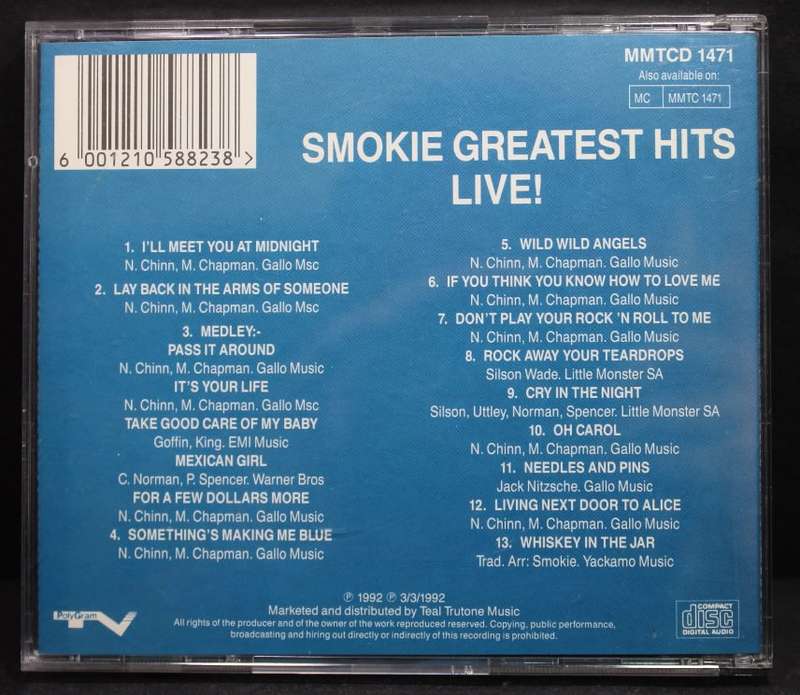 6 001210 588238 >
MMTCD 1471
Also available on:
MC MMTC 1471
SMOKIE GREATEST HITS
LIVE!
1. I'LL MEET YOU AT MIDNIGHT
N. Chinn, M. Chapman. Gallo Msc
2. LAY BACK IN THE ARMS OF SOMEONE
N. Chinn, M. Chapman. Gallo Msc
3. MEDLEY:-
PASS IT AROUND
N. Chinn, M. Chapman. Gallo Music
IT'S YOUR LIFE
N. Chinn, M. Chapman. Gallo Msc
TAKE GOOD CARE OF MY BABY
Goffin, King. EMI Music
MEXICAN GIRL
C. Norman, P. Spencer. Warner Bros
FOR A FEW DOLLARS MORE
N. Chinn, M. Chapman. Gallo Music
4. SOMETHING'S MAKING ME BLUE
N. Chinn, M. Chapman. Gallo Music
5. WILD WILD ANGELS
N. Chinn, M. Chapman. Gallo Music
6. IF YOU THINK YOU KNOW HOW TO LOVE ME
N. Chinn, M. Chapman. Gallo Music
7. DON'T PLAY YOUR ROCK 'N ROLL TO ME
N. Chinn, M. Chapman. Gallo Music
8. ROCK AWAY YOUR TEARDROPS
Silson Wade. Little Monster SA
9. CRY IN THE NIGHT
Silson, Uttley, Norman, Spencer. Little Monster SA
10. OH CAROL
N. Chinn, M. Chapman. Gallo Music
11. NEEDLES AND PINS
Jack Nitzsche. Gallo Music
12. LIVING NEXT DOOR TO ALICE
N. Chinn, M. Chapman. Gallo Music
13. WHISKEY IN THE JAR
Trad. Arr: Smokie. Yackamo Music
℗ 1992 ℗ 3/3/1992
Marketed and distributed by Teal Trutone Music
All rights of the producer and of the owner of the work reproduced reserved. Copying, public performance,
broadcasting and hiring out directly or indirectly of this recording is prohibited.
PolyGram
TV
COMPACT
disc
DIGITAL AUDIO